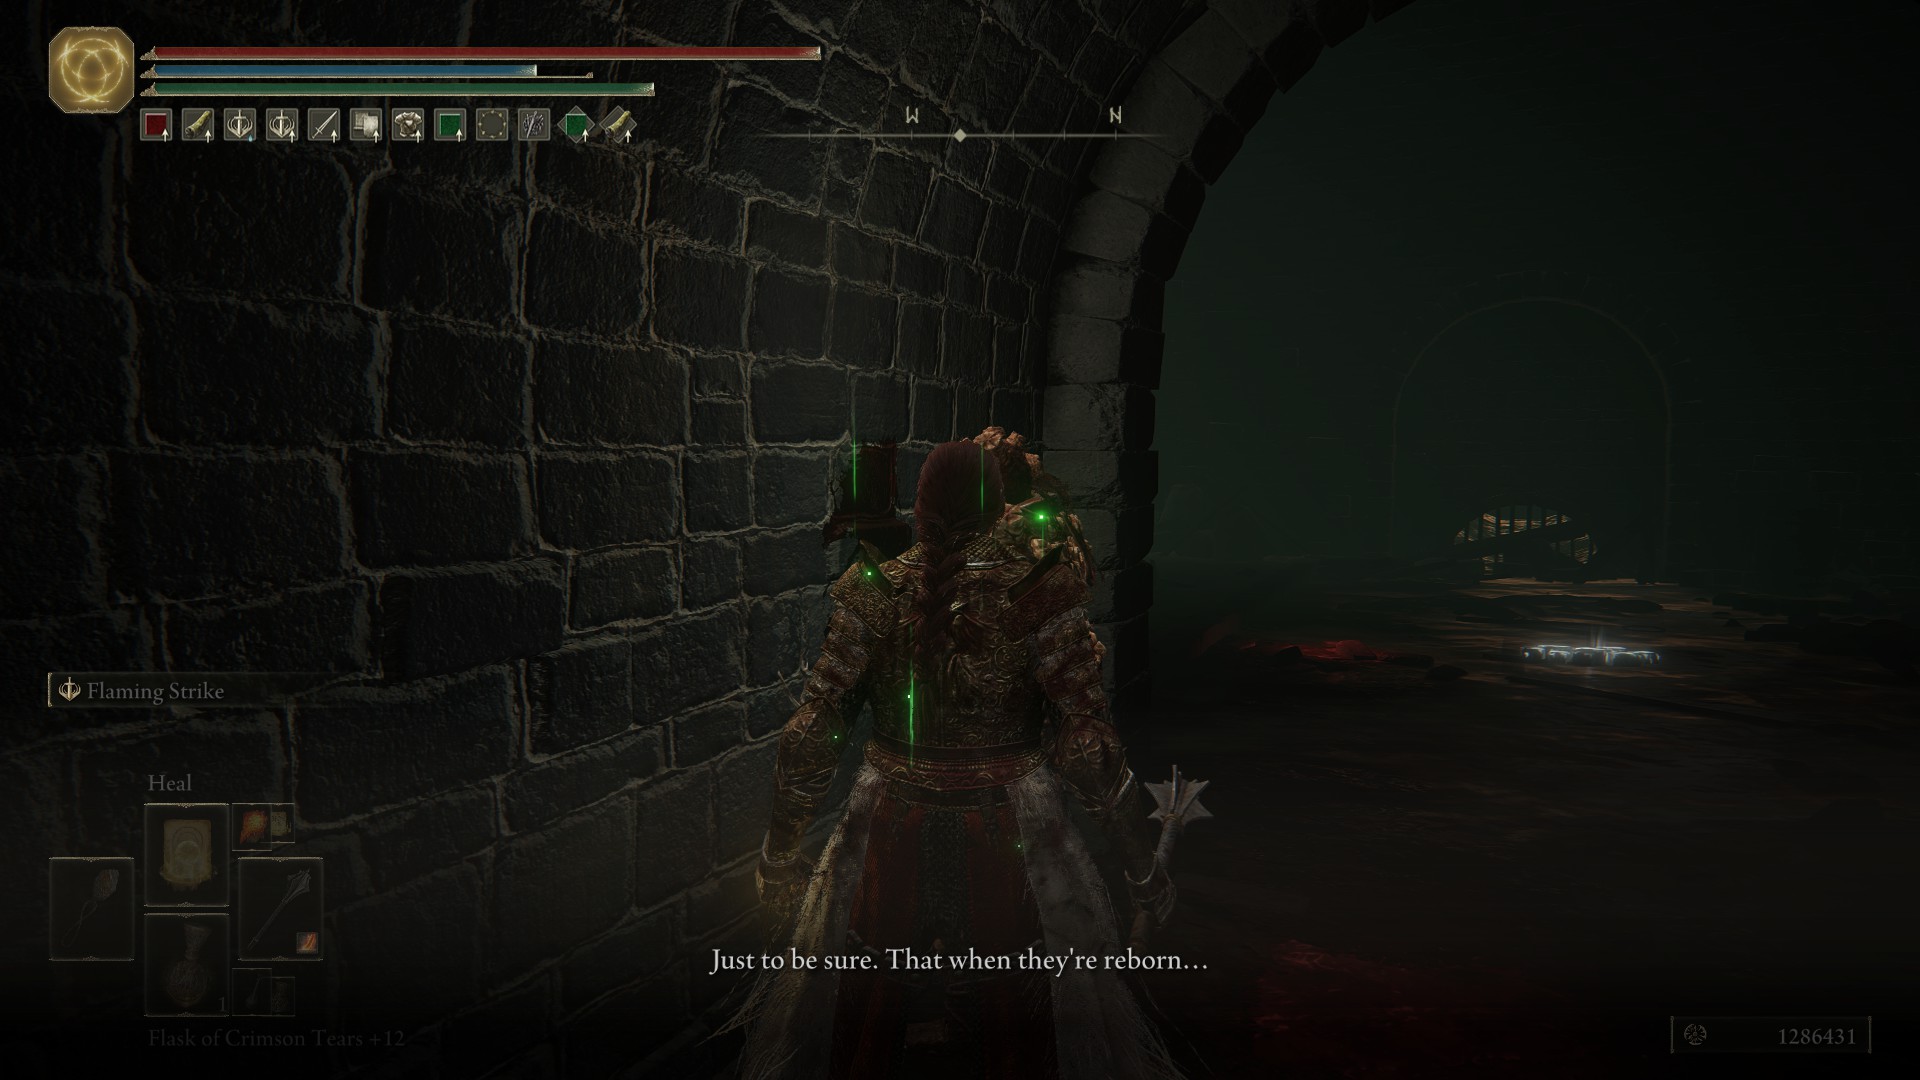 W N
Flaming Strike
Heal
Just to be sure. That when they're reborn...
1
Flask of Crimson Tears +12
1286431